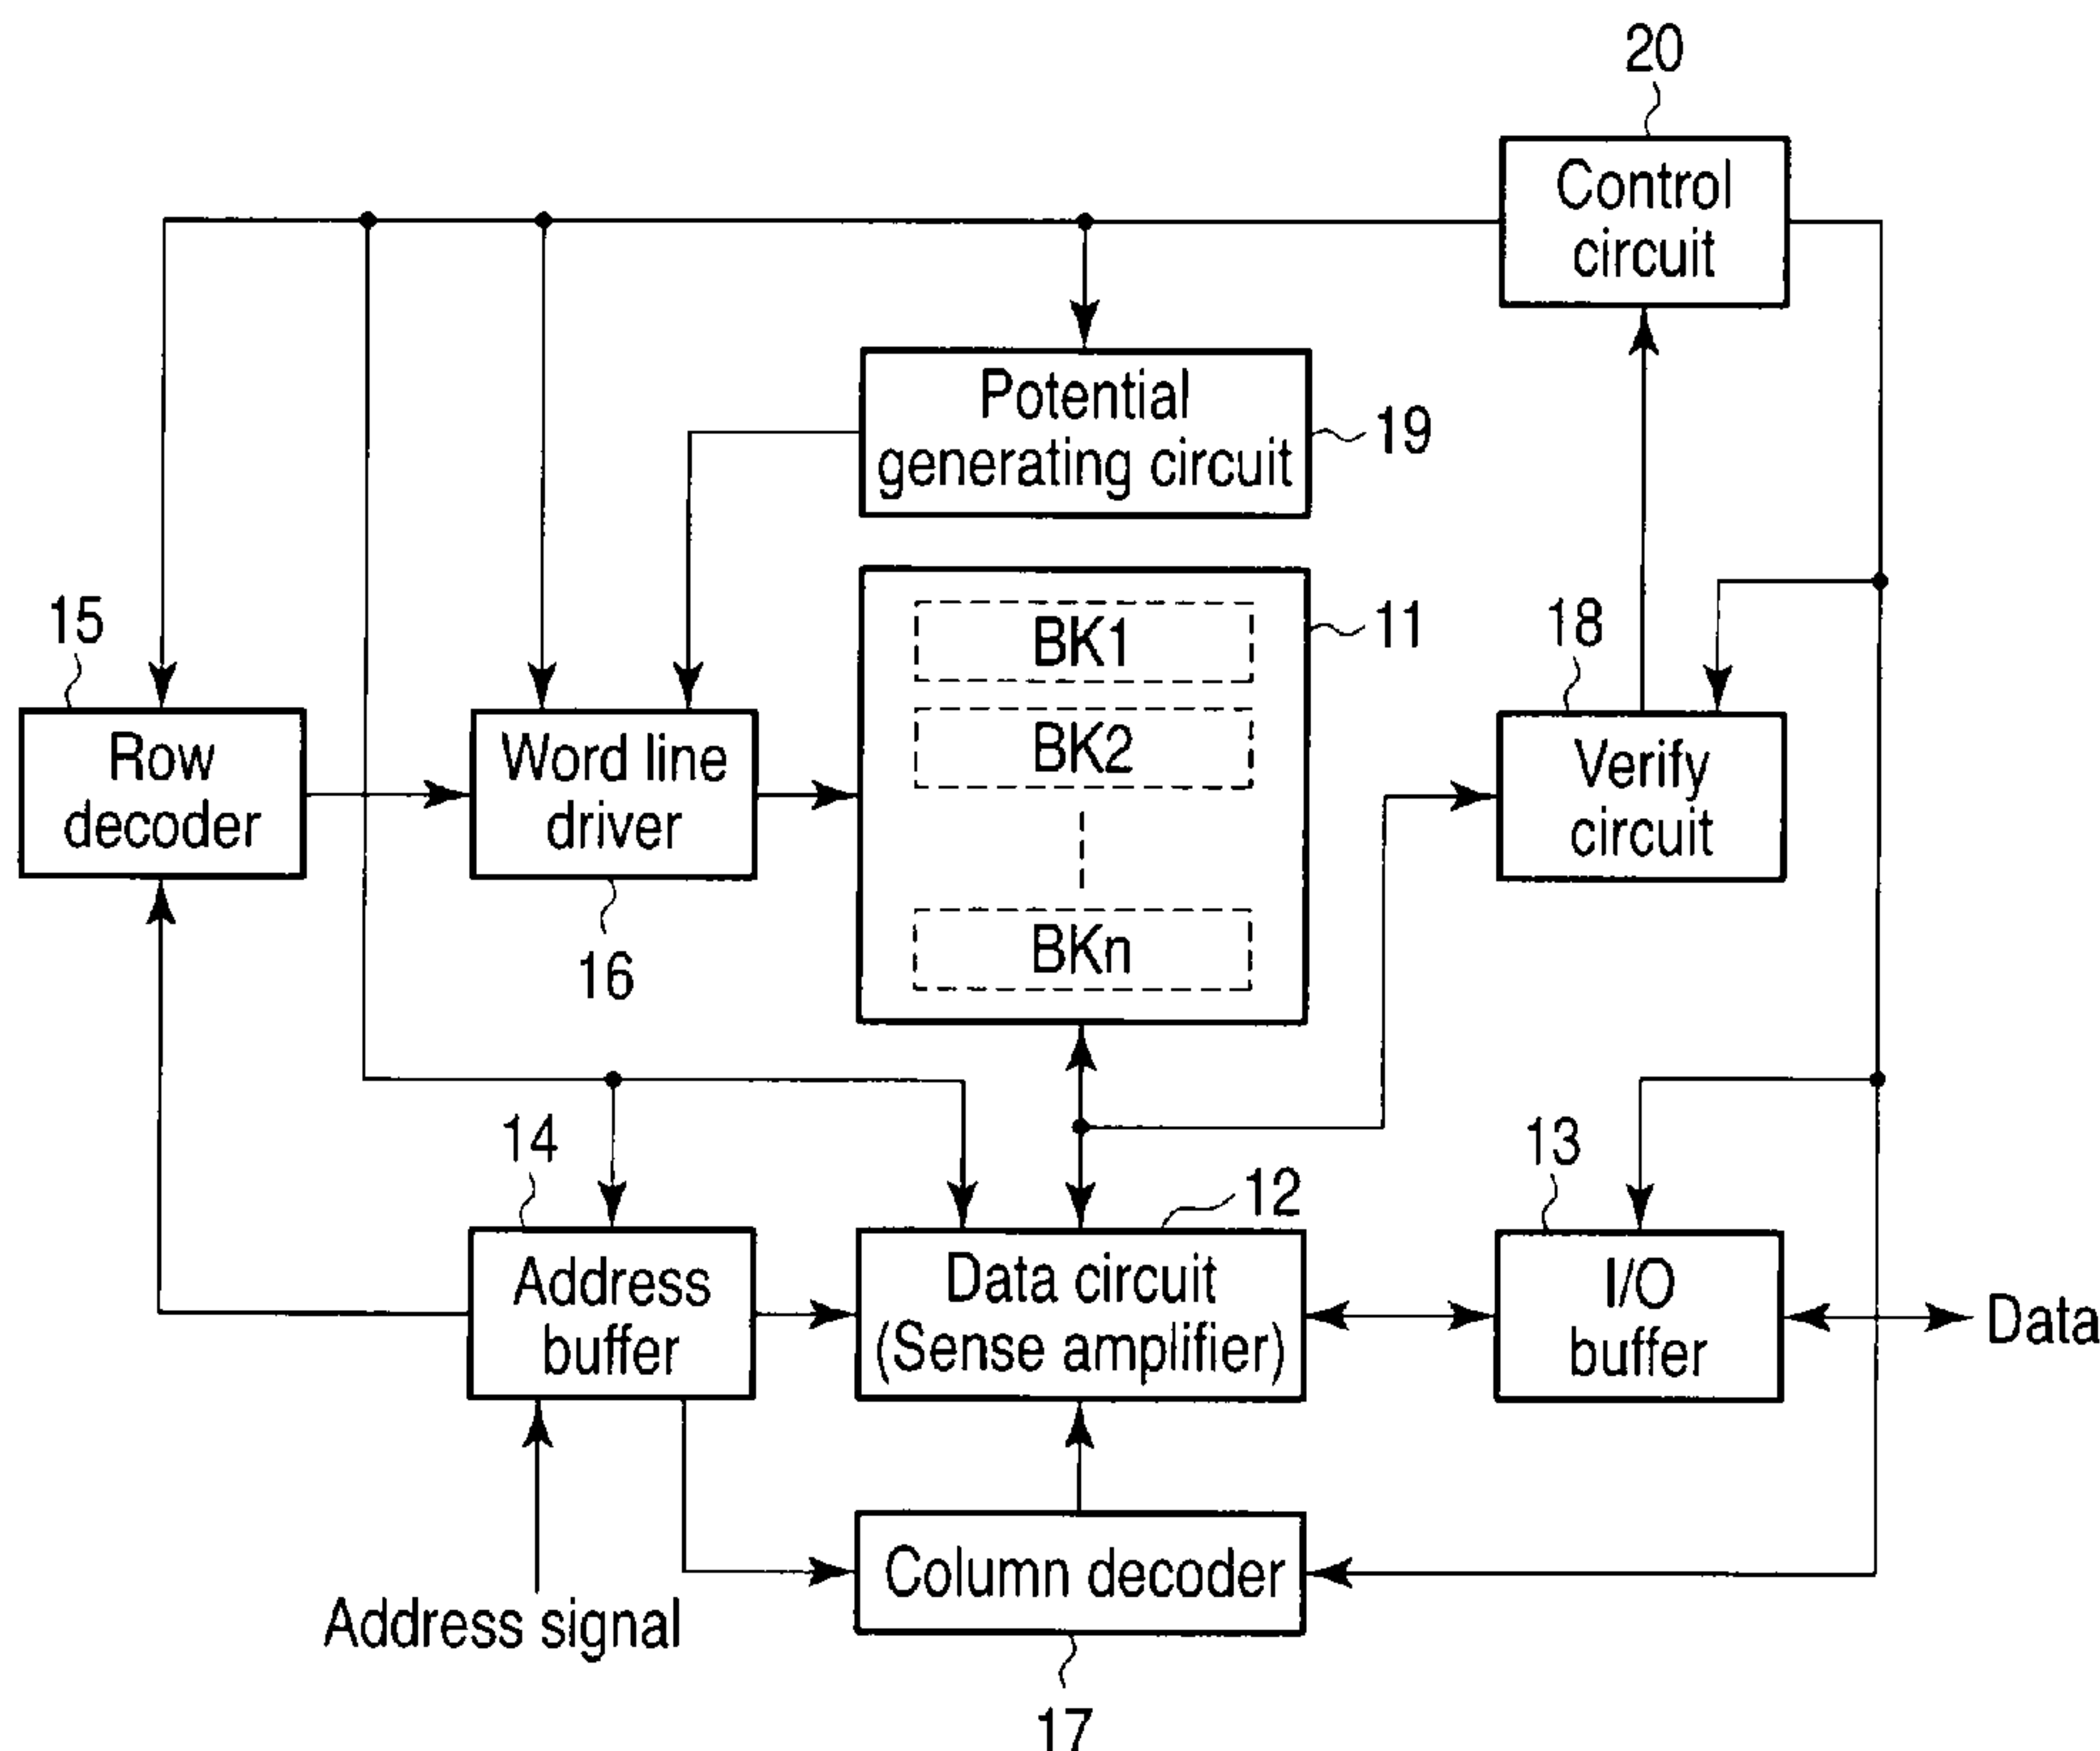 20
Control
circuit
Potential
generating circuit
19
15
BK1
11
18
Row
decoder
Word line
driver
BK2
Verify
circuit
16
BKn
14
12
13
Address
buffer
Data circuit
(Sense amplifier)
I/O
buffer
Data
Column decoder
Address signal
17